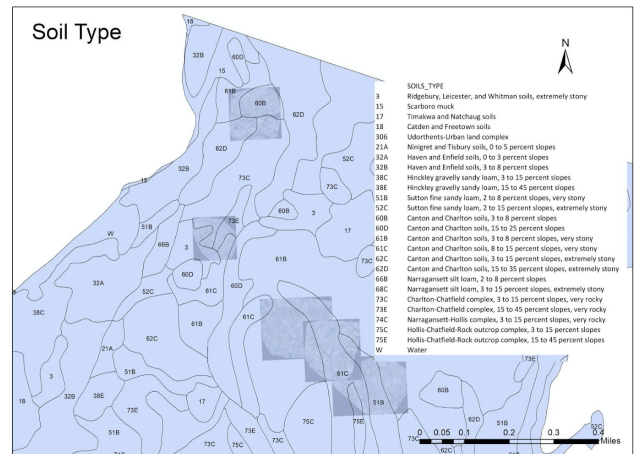 Soil Type
N
SOILS_TYPE
3 Ridgebury, Leicester, and Whitman soils, extremely stony
15 Scarboro muck
17 Timakwa and Natchaug soils
18 Catden and Freetown soils
306 Udorthents-Urban land complex
21A Ninigret and Tisbury soils, 0 to 5 percent slopes
32A Haven and Enfield soils, 0 to 3 percent slopes
32B Haven and Enfield soils, 3 to 8 percent slopes
38C Hinckley gravelly sandy loam, 3 to 15 percent slopes
38E Hinckley gravelly sandy loam, 15 to 45 percent slopes
51B Sutton fine sandy loam, 2 to 8 percent slopes, very stony
52C Sutton fine sandy loam, 2 to 15 percent slopes, extremely stony
60B Canton and Charlton soils, 3 to 8 percent slopes
60D Canton and Charlton soils, 15 to 25 percent slopes
61B Canton and Charlton soils, 3 to 8 percent slopes, very stony
61C Canton and Charlton soils, 8 to 15 percent slopes, very stony
62C Canton and Charlton soils, 3 to 15 percent slopes, extremely stony
62D Canton and Charlton soils, 15 to 35 percent slopes, extremely stony
66B Narragansett silt loam, 2 to 8 percent slopes
68C Narragansett silt loam, 3 to 15 percent slopes, extremely stony
73C Charlton-Chatfield complex, 3 to 15 percent slopes, very rocky
73E Charlton-Chatfield complex, 15 to 45 percent slopes, very rocky
74C Narragansett-Hollis complex, 3 to 15 percent slopes, very rocky
75C Hollis-Chatfield-Rock outcrop complex, 3 to 15 percent slopes
75E Hollis-Chatfield-Rock outcrop complex, 15 to 45 percent slopes
W Water
18
32B
60D
15
61B
60B
62D
62D
52C
32B
73C
15
73C
60B
3
51B
73E
W
17
66B
3
61B
73C
60D
32A
52C
61C
60D
38C
61C
61B
62C
21A
51B
3
61C
73E
18
32B
38E
17
51B
60B
73E
75C
62D
51B
73E
51B
73C
75C
73C
62C
52C
0 0.05 0.1 0.2 0.3 0.4
Miles